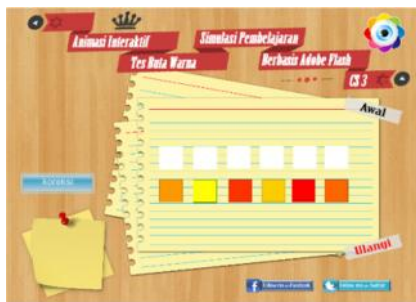 Animasi Interaktif
Simulasi Pembelajaran
Tes Buta Warna
Berbasis Adobe Flash
CS 3
Awal
Koreksi
Ulangi